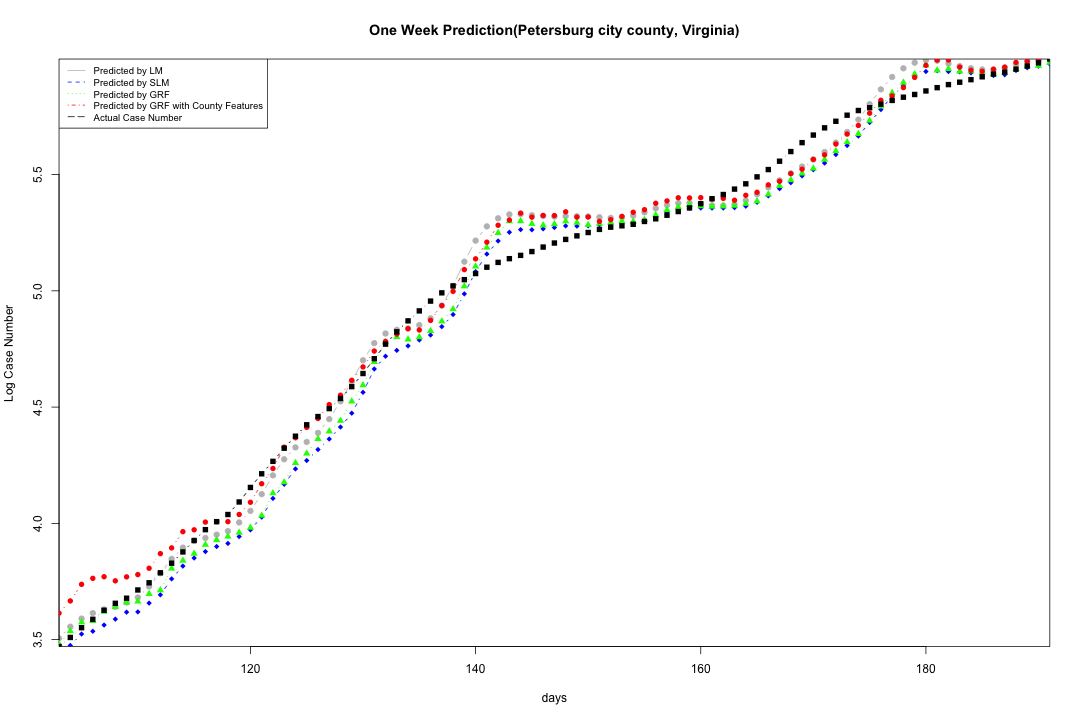 One Week Prediction(Petersburg city county, Virginia)
Predicted by LM
Predicted by SLM
Predicted by GRF
Predicted by GRF with County Features
Actual Case Number
Log Case Number
5.5
5.0
4.5
4.0
3.5
120
140
160
180
days